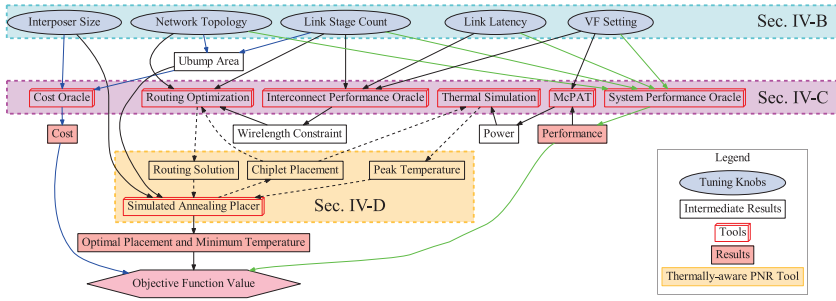 Interposer Size
Network Topology
Link Stage Count
Link Latency
VF Setting
Sec. IV-B
Ubump Area
Cost Oracle
Routing Optimization
Interconnect Performance Oracle
Thermal Simulation
McPAT
System Performance Oracle
Sec. IV-C
Cost
Wirelength Constraint
Power
Performance
Routing Solution
Chiplet Placement
Peak Temperature
Simulated Annealing Placer
Sec. IV-D
Optimal Placement and Minimum Temperature
Objective Function Value
Legend
Tuning Knobs
Intermediate Results
Tools
Results
Thermally-aware PNR Tool